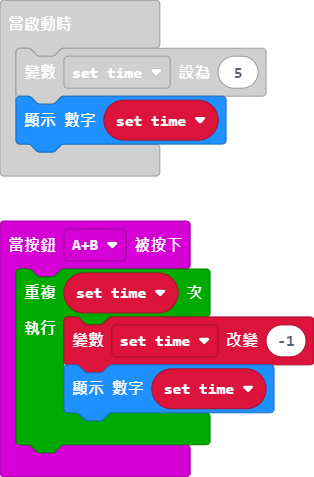 當啟動時
變數 set time 設為 5
顯示 數字 set time
當按鈕 A+B 被按下
重複 set time 次
執行 變數 set time 改變 -1
顯示 數字 set time